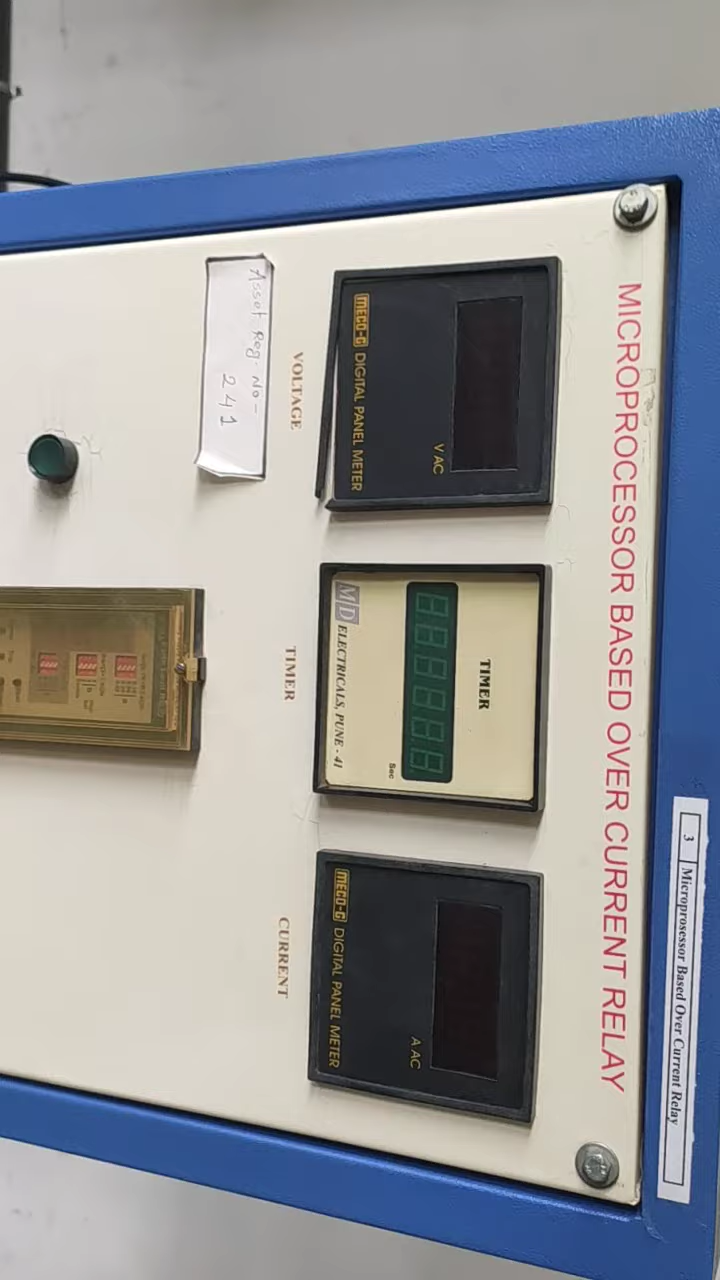 3 Microprosessor Based Over Current Relay
MICROPROCESSOR BASED OVER CURRENT RELAY
V AC
MECO-G DIGITAL PANEL METER
VOLTAGE
TIMER
Sec
MD ELECTRICALS, PUNE - 41
TIMER
A AC
MECO-G DIGITAL PANEL METER
CURRENT
Asset Reg. No-
241